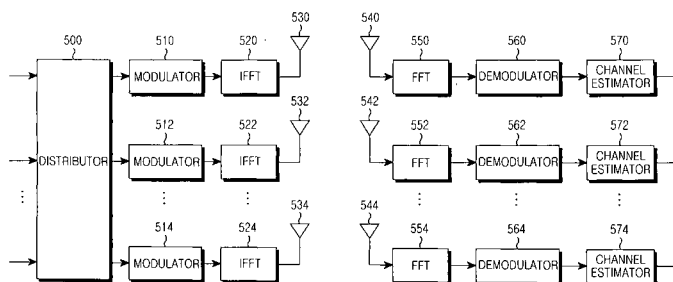 530 540
500 510 520 550 560 570
MODULATOR IFFT FFT DEMODULATOR CHANNEL
ESTIMATOR
532 542
512 522 552 562 572
DISTRIBUTOR MODULATOR IFFT FFT DEMODULATOR CHANNEL
ESTIMATOR
534 544
514 524 554 564 574
MODULATOR IFFT FFT DEMODULATOR CHANNEL
ESTIMATOR